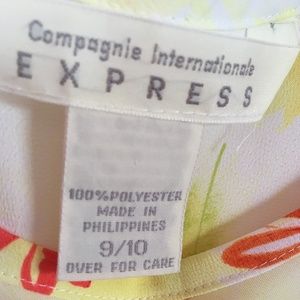 Compagnie Internationale
EXPRESS
100% POLYESTER
MADE IN
PHILIPPINES
9/10
OVER FOR CARE